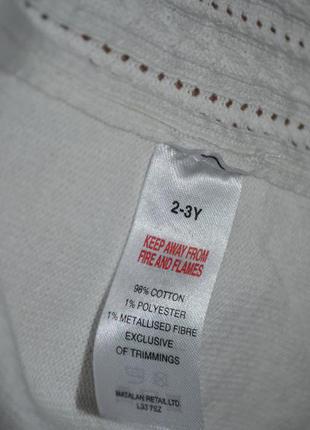 2-3Y
KEEP AWAY FROM
FIRE AND FLAMES
98% COTTON
1% POLYESTER
1% METALLISED FIBRE
EXCLUSIVE
OF TRIMMINGS
MATALAN RETAIL LTD.
L33 7SZ